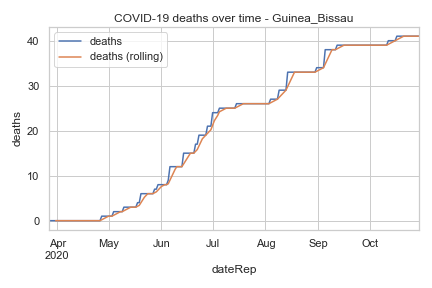 COVID-19 deaths over time - Guinea_Bissau
deaths
deaths (rolling)
40
30
20
10
0
deaths
Apr May Jun Jul Aug Sep Oct
2020
dateRep